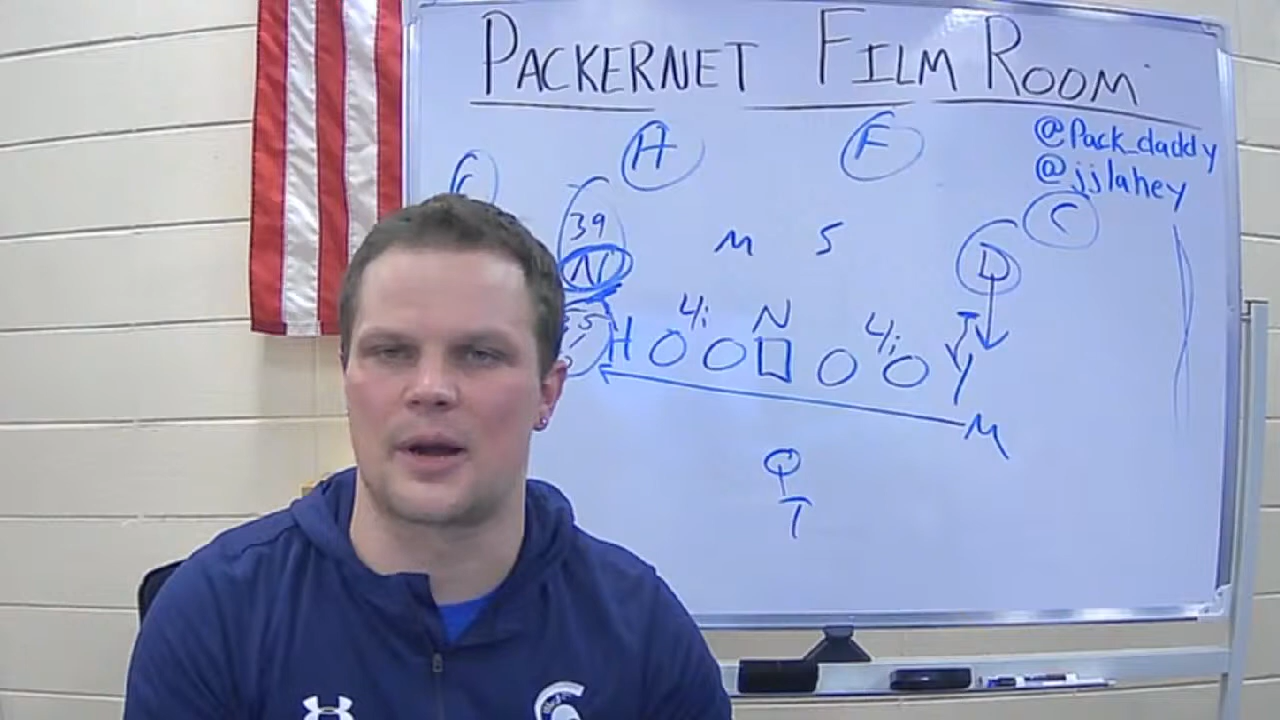 PACKERNET FILM ROOM
@Pack_daddy
@jjlahey
C H F C
39
N M S D
4i N 4i
H Y
M
Q
T